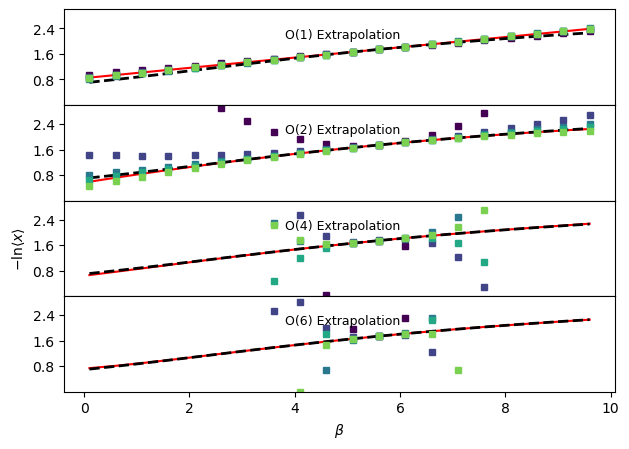 2.4
O(1) Extrapolation
1.6
0.8
2.4
O(2) Extrapolation
1.6
0.8
−ln⟨x⟩
2.4
O(4) Extrapolation
1.6
0.8
2.4
O(6) Extrapolation
1.6
0.8
0 2 4 6 8 10
β